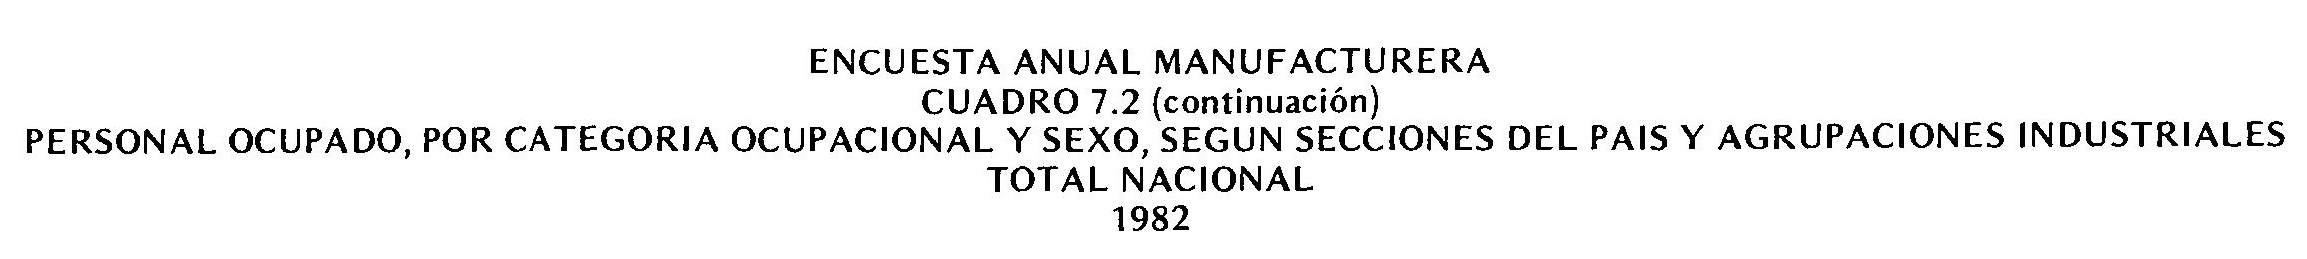 ENCUESTA ANUAL MANUFACTURERA
CUADRO 7.2 (continuación)
PERSONAL OCUPADO, POR CATEGORIA OCUPACIONAL Y SEXO, SEGUN SECCIONES DEL PAIS Y AGRUPACIONES INDUSTRIALES
TOTAL NACIONAL
1982